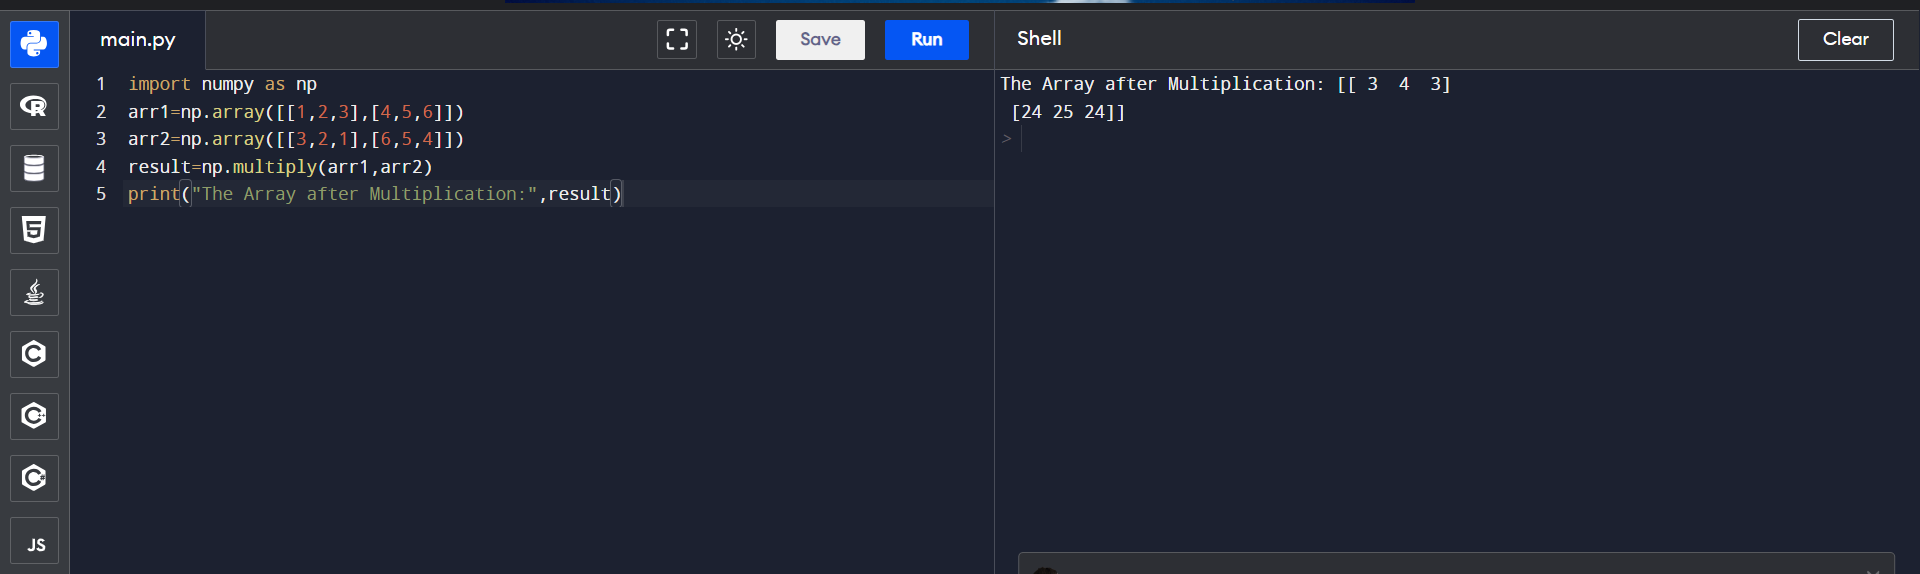 main.py
Save
Run
Shell
Clear
1 import numpy as np
2 arr1=np.array([[1,2,3],[4,5,6]])
3 arr2=np.array([[3,2,1],[6,5,4]])
4 result=np.multiply(arr1,arr2)
5 print("The Array after Multiplication:",result)
The Array after Multiplication: [[ 3  4  3]
 [24 25 24]]
>
R
5
C
C++
C#
JS